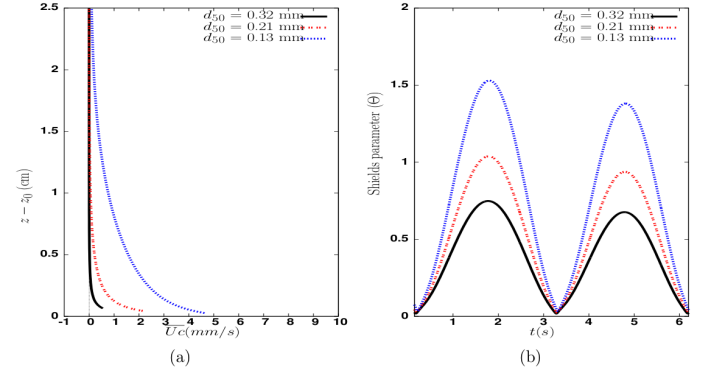 d50 = 0.32 mm
d50 = 0.21 mm
d50 = 0.13 mm
2.5
2
1.5
1
0.5
0
z − z0 (cm)
-1 0 1 2 3 4 5 6 7 8 9 10
Uc(mm/s)
(a)
d50 = 0.32 mm
d50 = 0.21 mm
d50 = 0.13 mm
2
1.5
1
0.5
0
Shields parameter (Θ)
1 2 3 4 5 6
t(s)
(b)